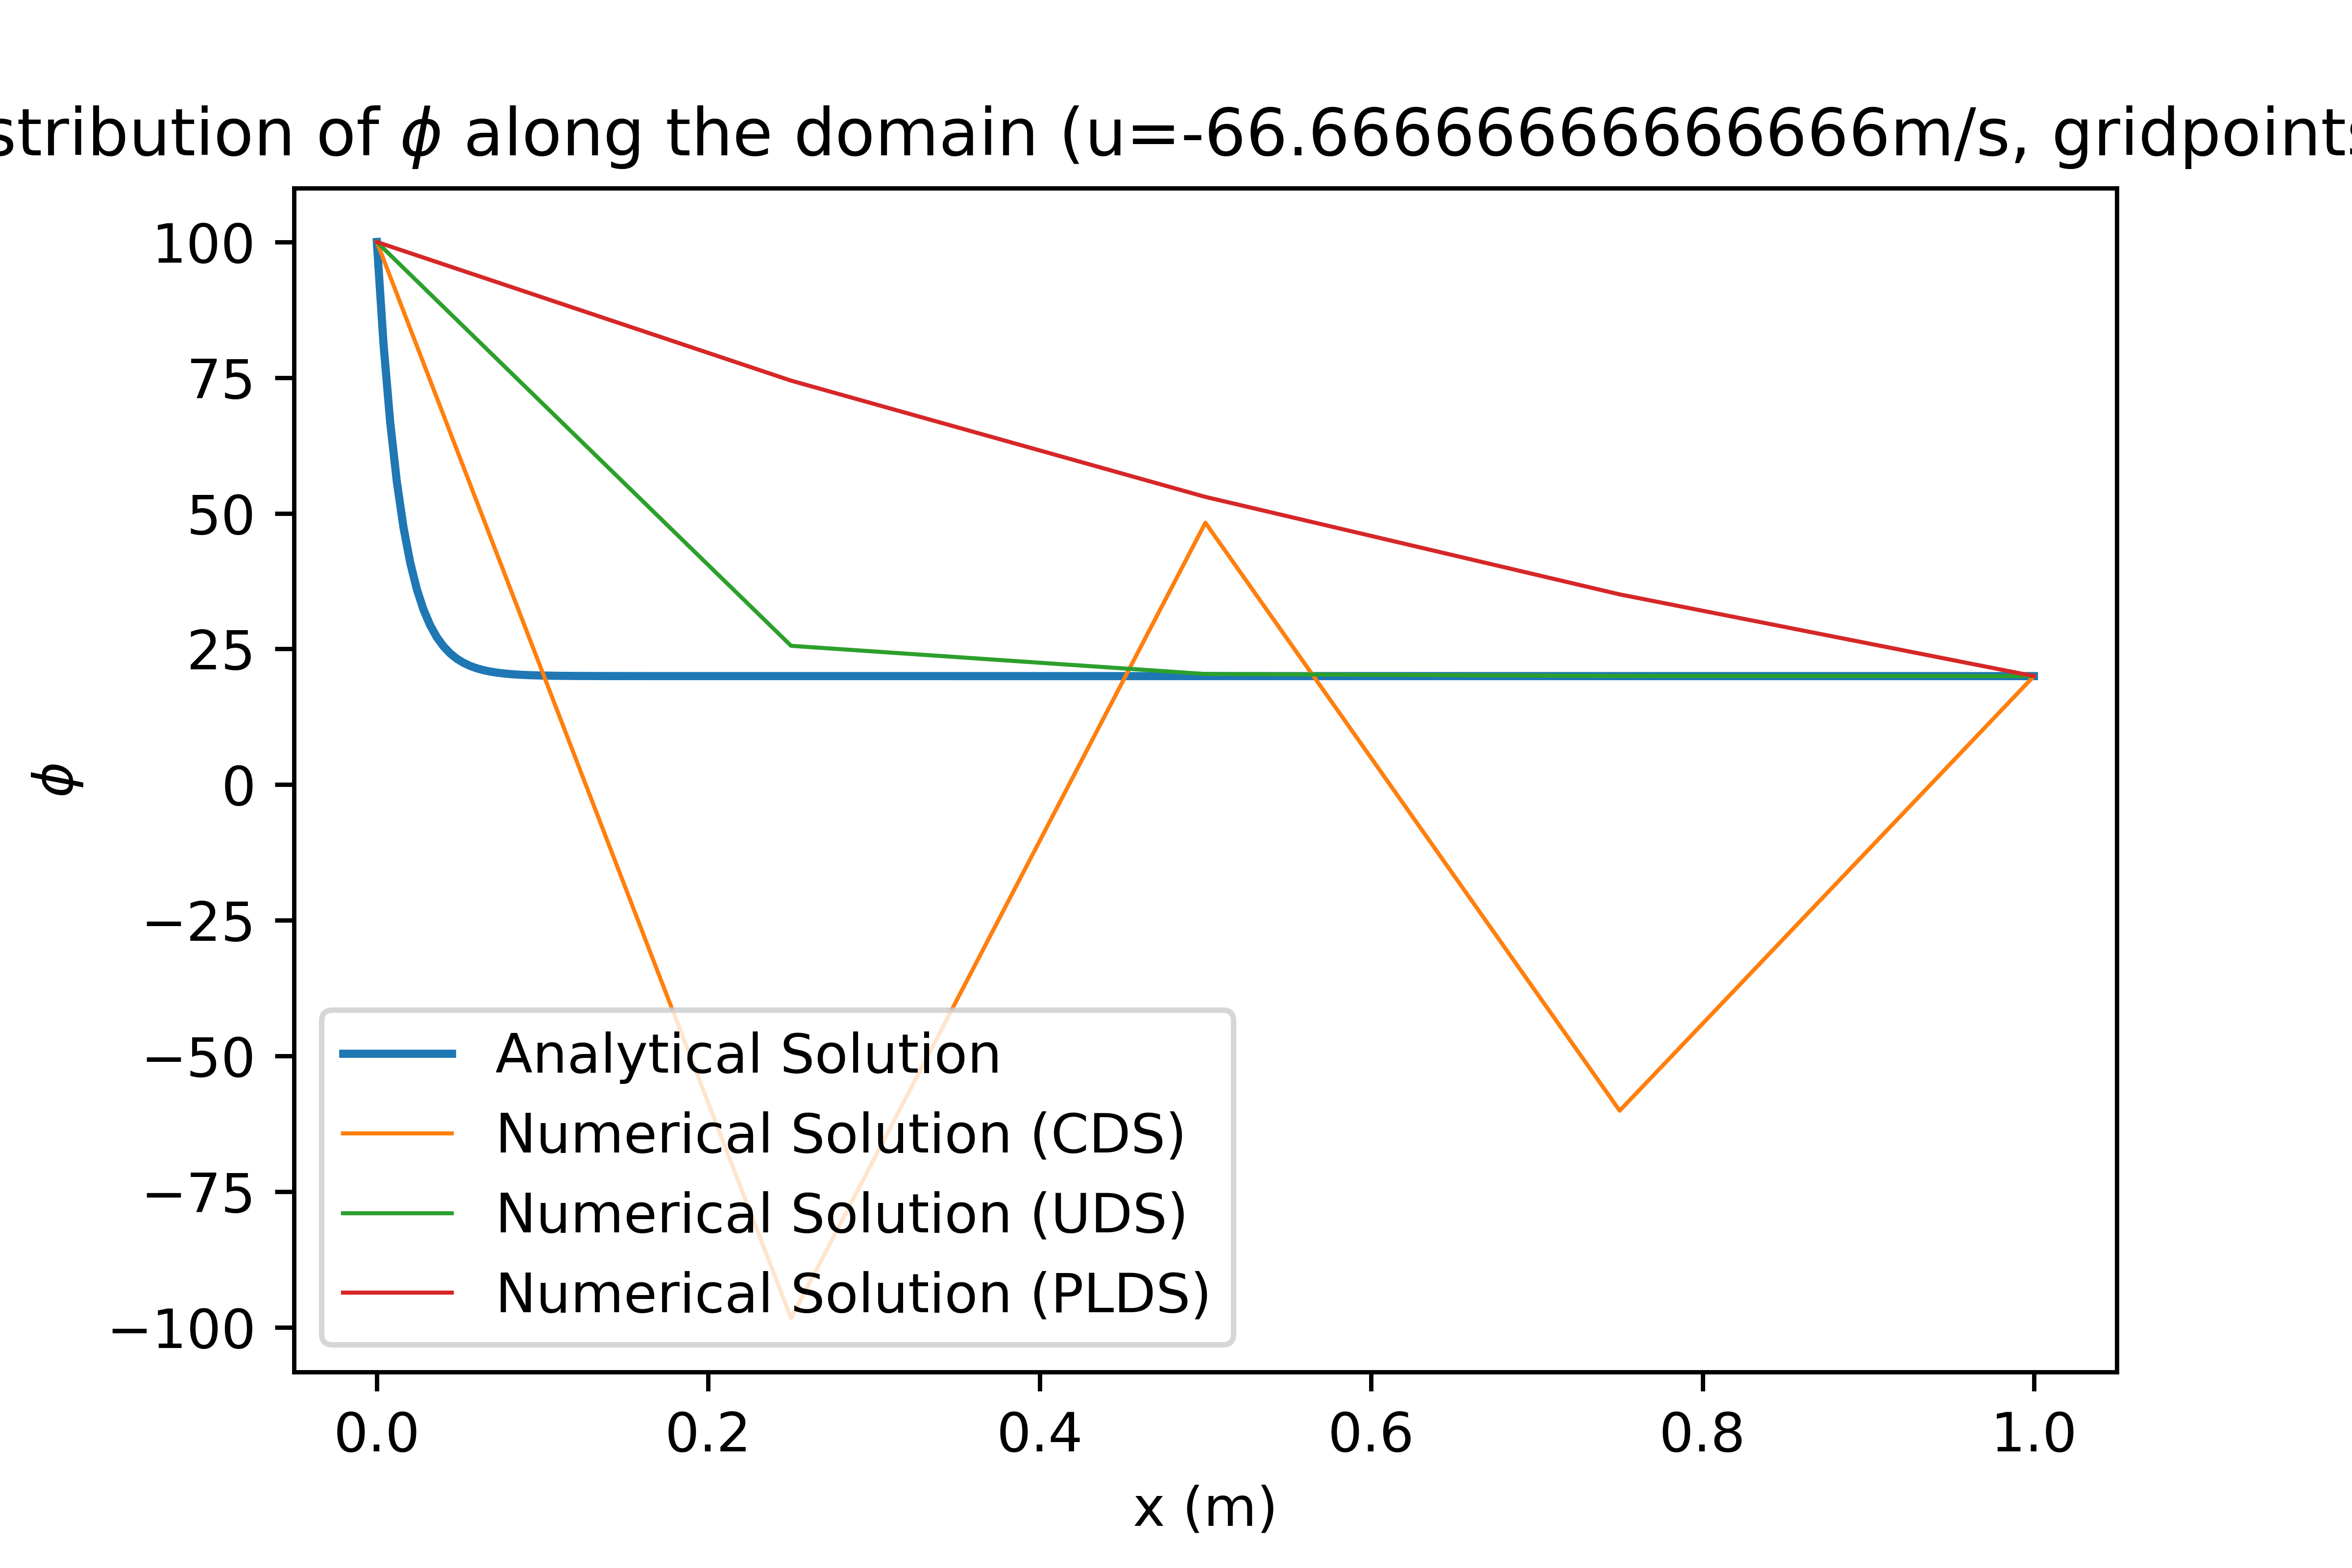 of ϕ along the domain (u=-66.66666666666666m/s,
100
75
50
25
0
−25
−50
−75
−100
ϕ
Analytical Solution
Numerical Solution (CDS)
Numerical Solution (UDS)
Numerical Solution (PLDS)
0.0 0.2 0.4 0.6 0.8 1.0
x (m)